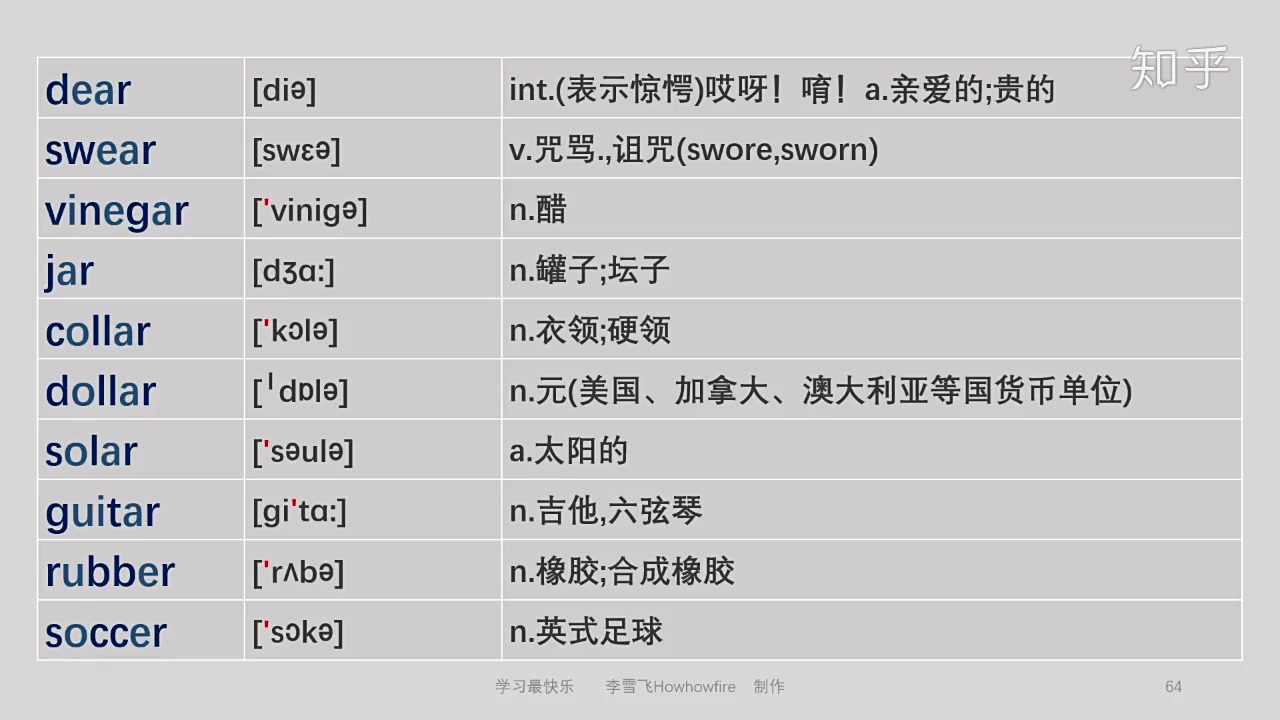 知乎
dear [diə] int.(表示惊愕)哎呀！唷！a.亲爱的;贵的
swear [swɛə] v.咒骂.,诅咒(swore,sworn)
vinegar ['vinigə] n.醋
jar [dʒɑ:] n.罐子;坛子
collar ['kɔlə] n.衣领;硬领
dollar [╵dɒlə] n.元(美国、加拿大、澳大利亚等国货币单位)
solar ['səulə] a.太阳的
guitar [gi'tɑ:] n.吉他,六弦琴
rubber ['rʌbə] n.橡胶;合成橡胶
soccer ['sɔkə] n.英式足球
学习最快乐 李雪飞Howhowfire 制作 64